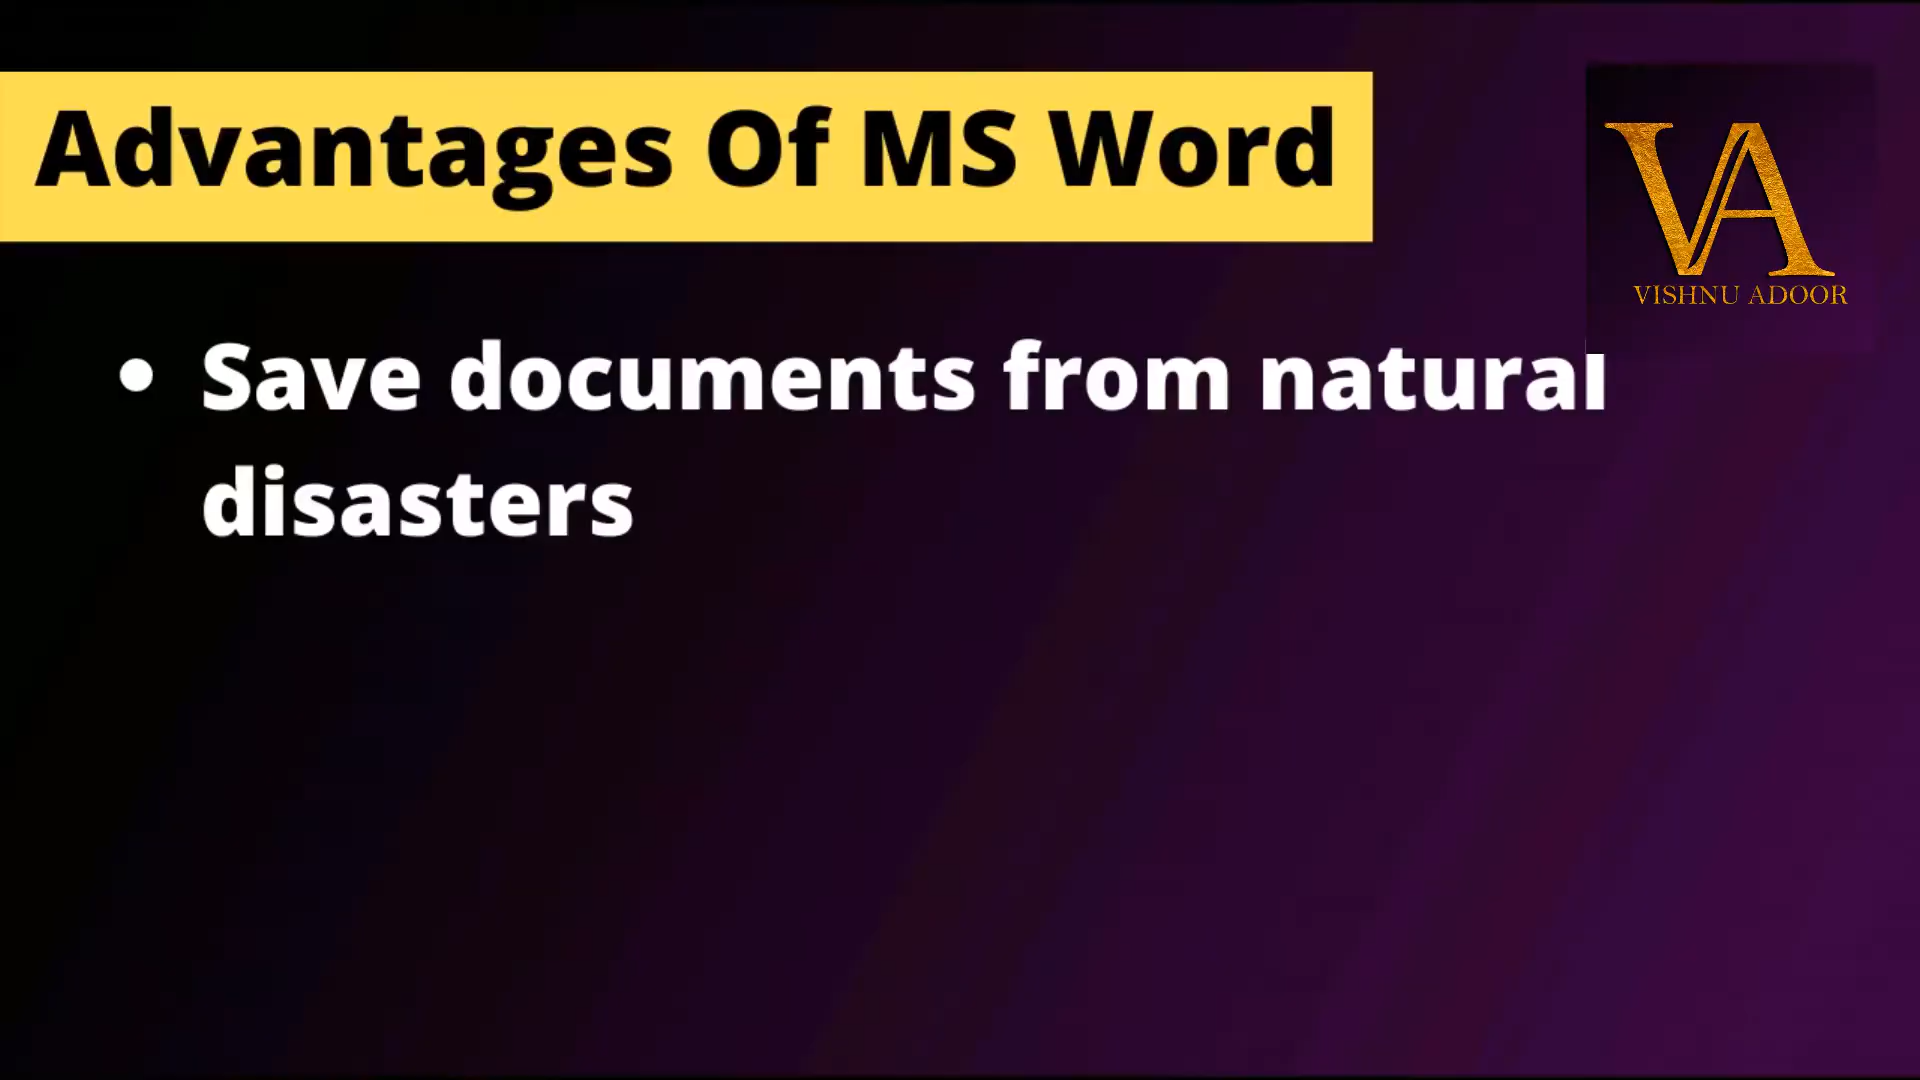 Advantages Of MS Word
VA
VISHNU ADOOR
• Save documents from natural
disasters